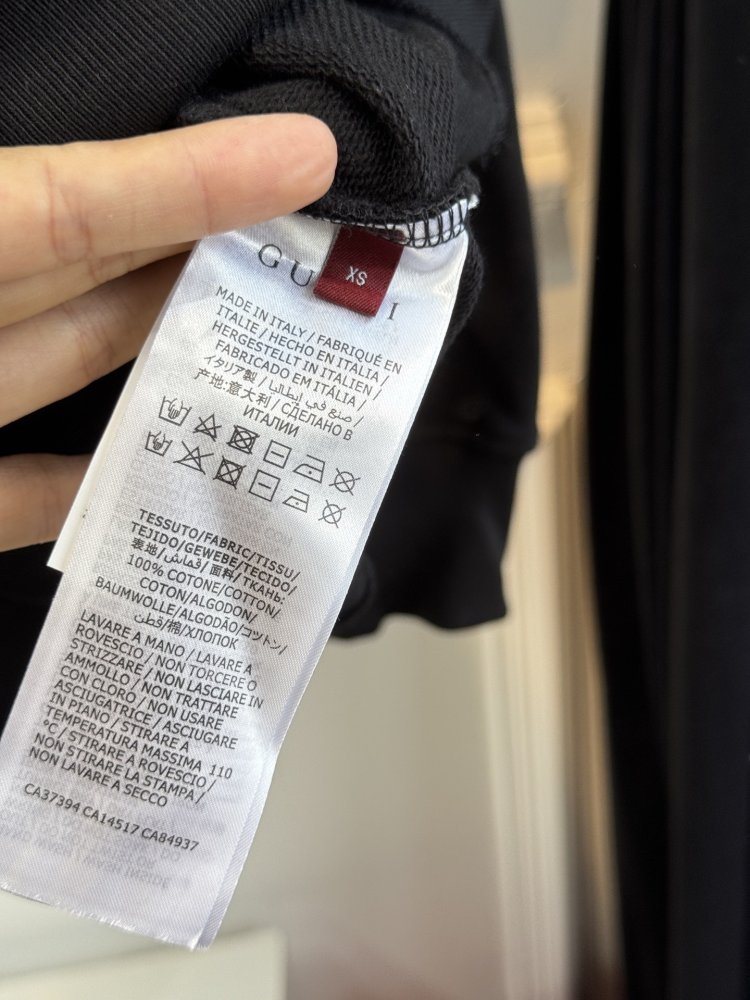 GU I
XS
MADE IN ITALY / FABRIQUÉ EN
ITALIE / HECHO EN ITALIA /
HERGESTELLT IN ITALIEN /
FABRICADO EM ITÁLIA /
イタリア製 / صنع في إيطاليا /
产地:意大利 / СДЕЛАНО В
ИТАЛИИ
TESSUTO/FABRIC/TISSU/
TEJIDO/GEWEBE/TECIDO/
表地/قماش/面料/ТКАНЬ:
100% COTONE/COTTON/
COTON/ALGODON/
BAUMWOLLE/ALGODÃO/コットン/
قطن/棉/ХЛОПОК
LAVARE A MANO / LAVARE A
ROVESCIO / NON TORCERE O
STRIZZARE / NON LASCIARE IN
AMMOLLO / NON TRATTARE
CON CLORO / NON USARE
ASCIUGATRICE / ASCIUGARE
IN PIANO / STIRARE A
TEMPERATURA MASSIMA 110
°C / STIRARE A ROVESCIO /
NON STIRARE LA STAMPA /
NON LAVARE A SECCO
CA37394 CA14517 CA84937